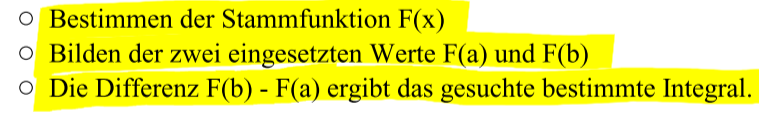 ○ Bestimmen der Stammfunktion F(x)
○ Bilden der zwei eingesetzten Werte F(a) und F(b)
○ Die Differenz F(b) - F(a) ergibt das gesuchte bestimmte Integral.